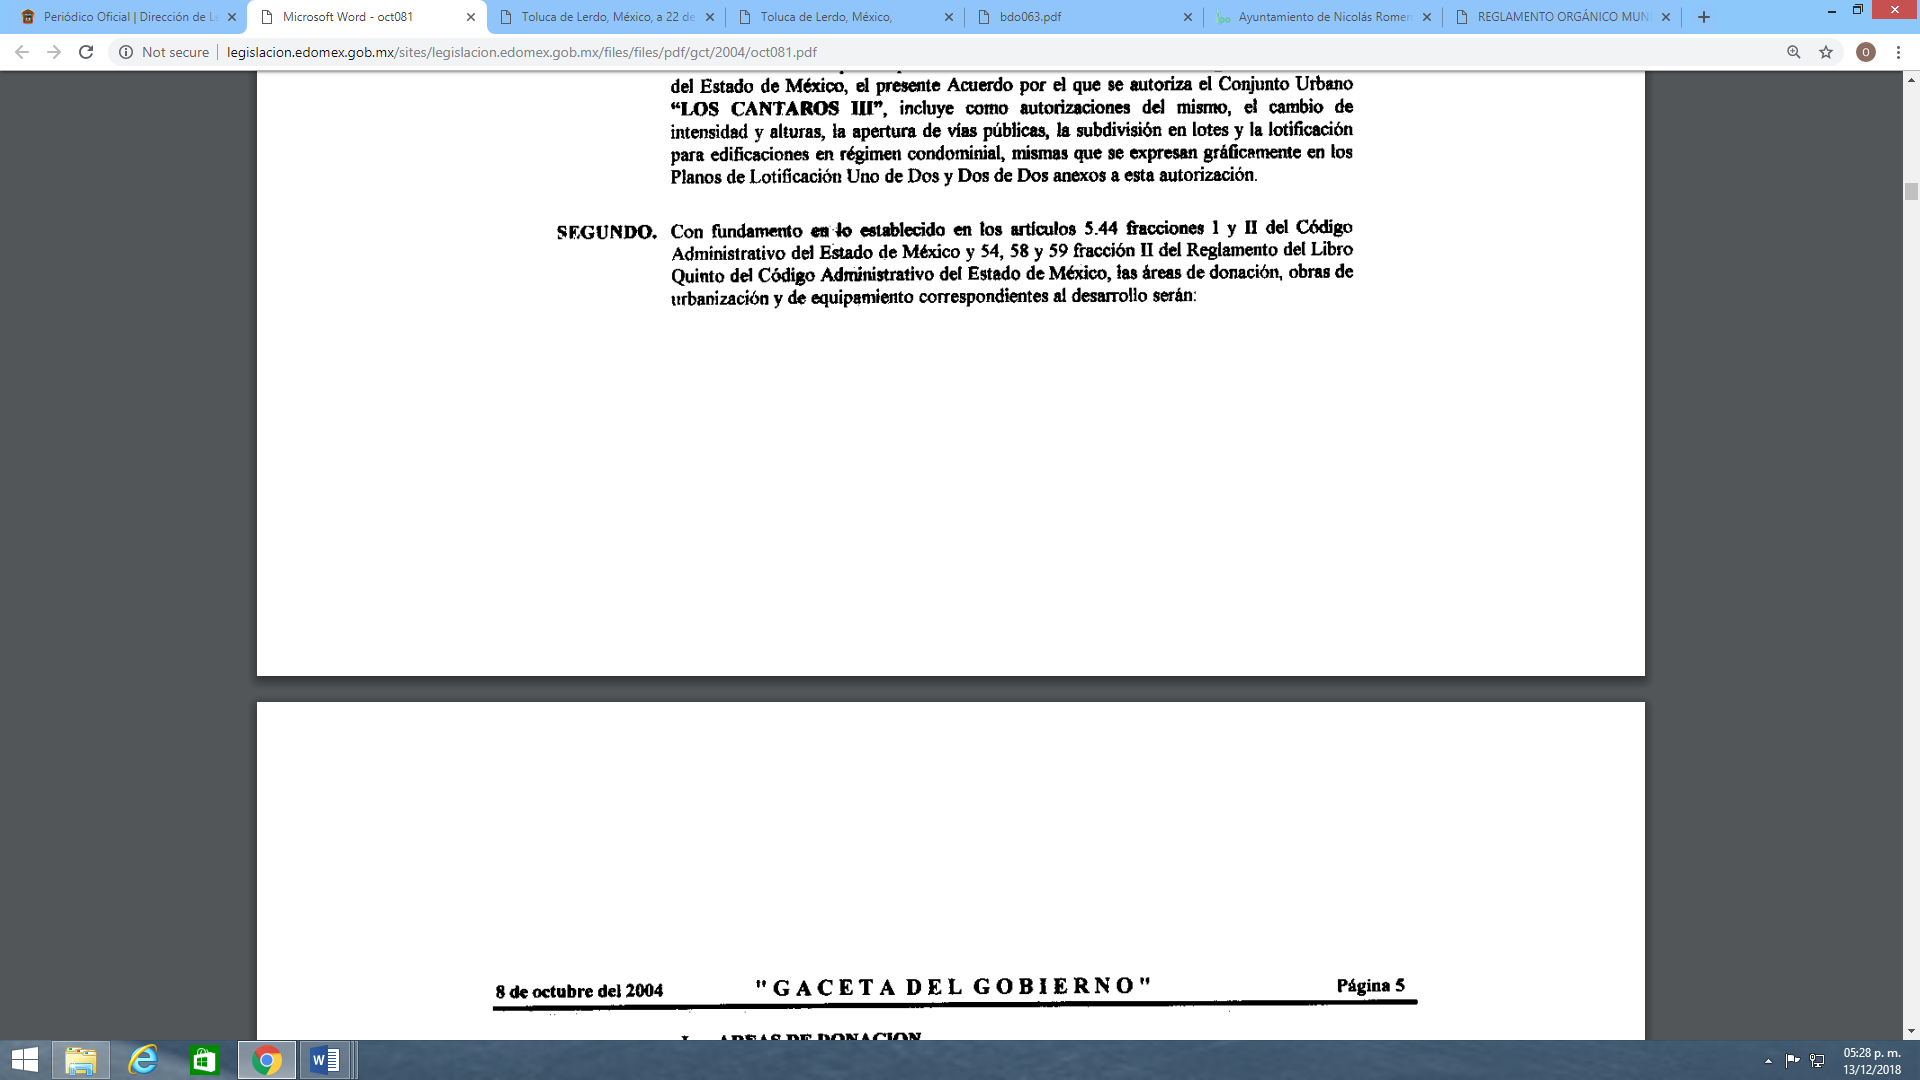 Periódico Oficial | Dirección de Le
Microsoft Word - oct081
Toluca de Lerdo, México, a 22 de
Toluca de Lerdo, México,
bdo063.pdf
Ayuntamiento de Nicolás Romer
REGLAMENTO ORGÁNICO MUN
Not secure
legislacion.edomex.gob.mx/sites/legislacion.edomex.gob.mx/files/files/pdf/gct/2004/oct081.pdf
O
del Estado de México, el presente Acuerdo por el que se autoriza el Conjunto Urbano
“LOS CANTAROS III”, incluye como autorizaciones del mismo, el cambio de
intensidad y alturas, la apertura de vías públicas, la subdivisión en lotes y la lotificación
para edificaciones en régimen condominial, mismas que se expresan gráficamente en los
Planos de Lotificación Uno de Dos y Dos de Dos anexos a esta autorización.
SEGUNDO. Con fundamento en lo establecido en los artículos 5.44 fracciones I y II del Código
Administrativo del Estado de México y 54, 58 y 59 fracción II del Reglamento del Libro
Quinto del Código Administrativo del Estado de México, las áreas de donación, obras de
urbanización y de equipamiento correspondientes al desarrollo serán:
8 de octubre del 2004 "GACETA DEL GOBIERNO" Página 5
I. AREAS DE DONACION
05:28 p. m.
13/12/2018